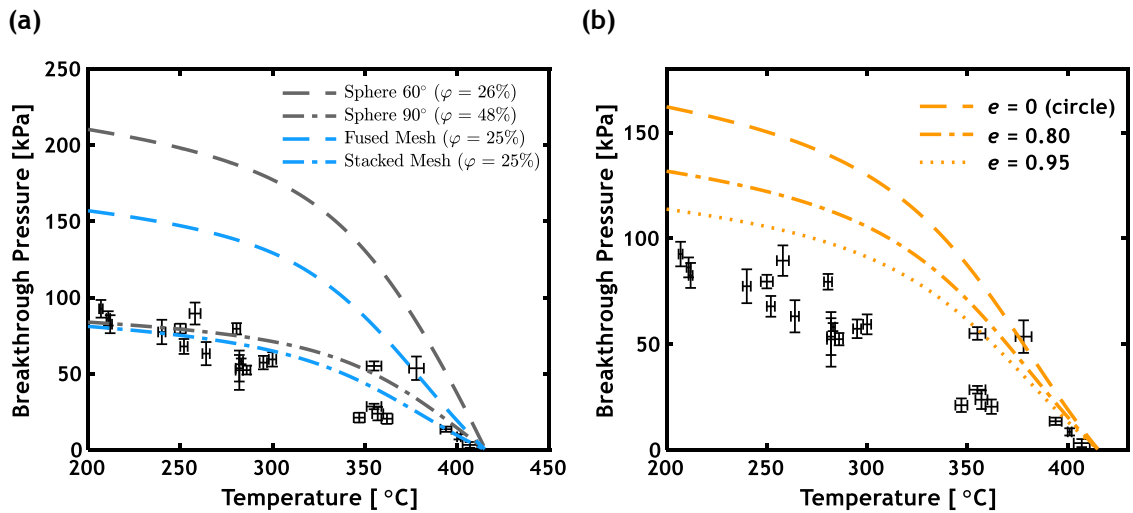 (a)
Breakthrough Pressure [kPa]
250
200
150
100
50
0
Sphere 60° (φ = 26%)
Sphere 90° (φ = 48%)
Fused Mesh (φ = 25%)
Stacked Mesh (φ = 25%)
200 250 300 350 400 450
Temperature [ °C]
(b)
Breakthrough Pressure [kPa]
150
100
50
0
e = 0 (circle)
e = 0.80
e = 0.95
200 250 300 350 400
Temperature [ °C]